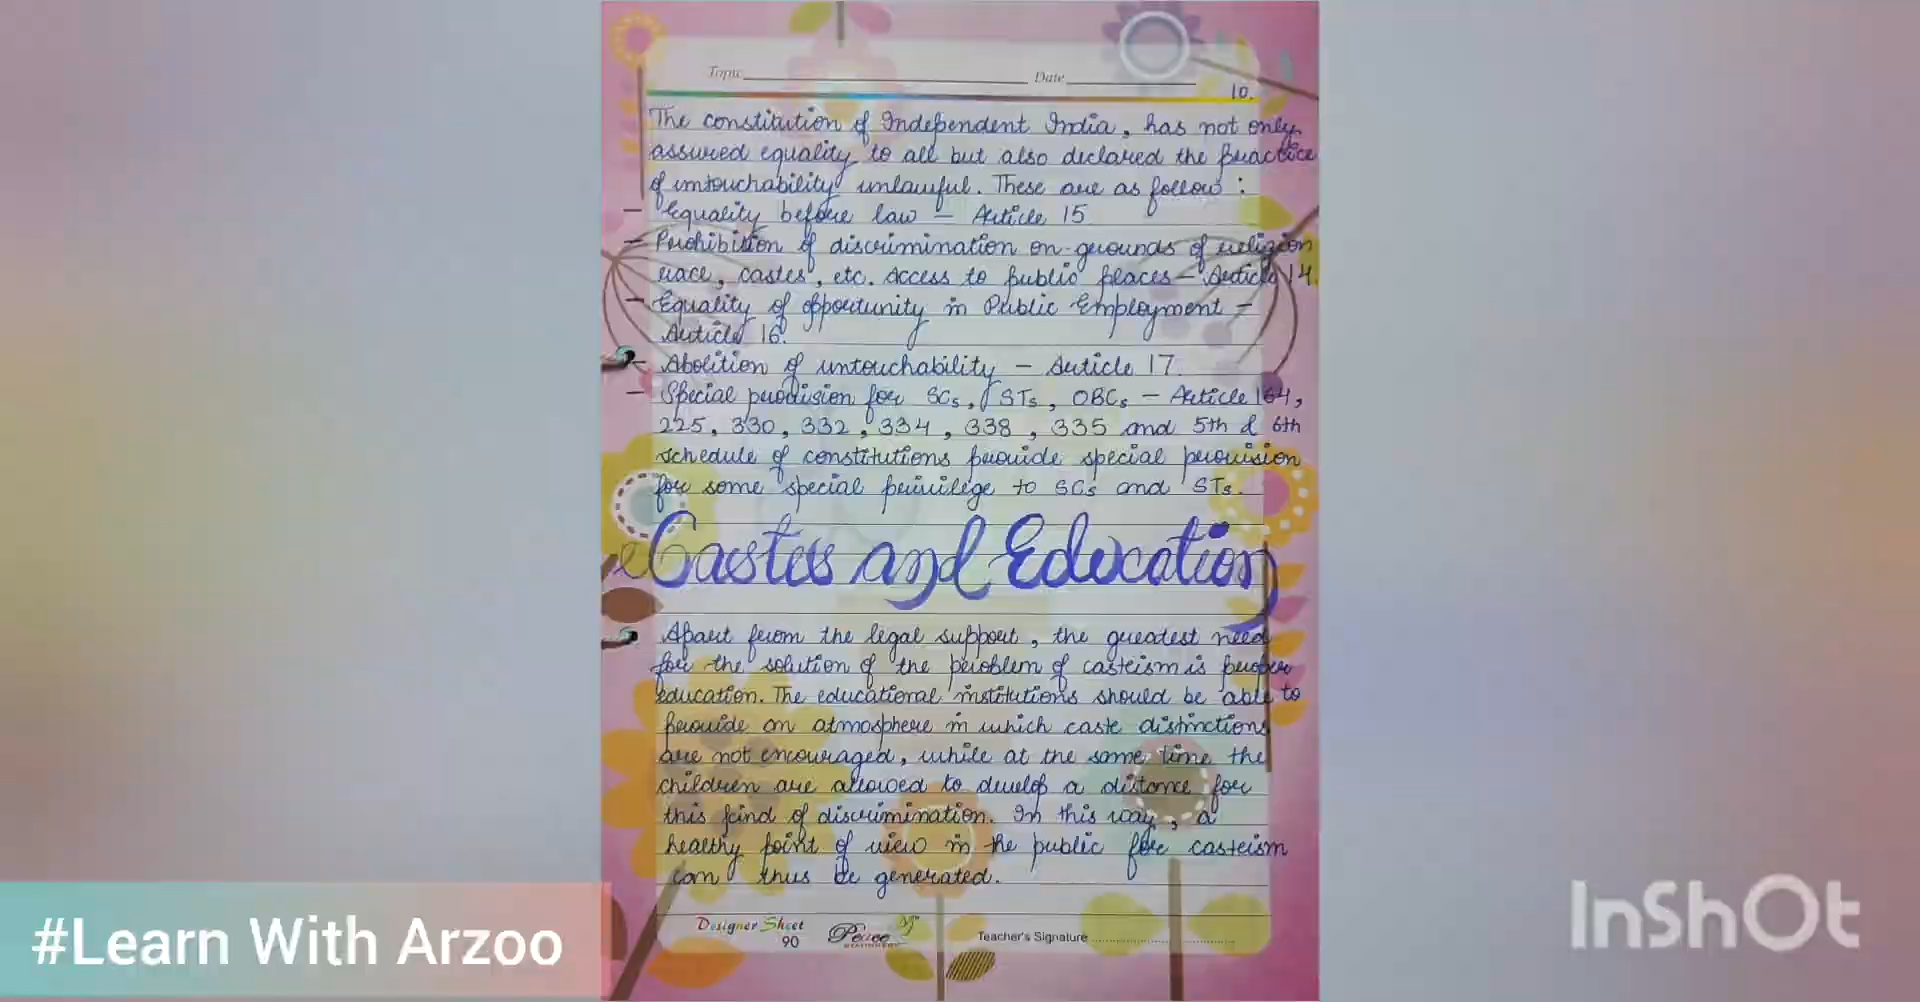 Topic Date
10.
The constitution of Independent India, has not only
assured equality to all but also declared the practice
of untouchability unlawful. These are as follow :
- Equality before law - Article 15
- Prohibition of discrimination on grounds of religion
race, castes, etc. Access to public places - Article 14.
- Equality of opportunity in Public Employment -
Article 16.
- Abolition of untouchability - Article 17.
- Special provision for SCs, STs, OBCs - Article 164,
225, 330, 332, 334, 338, 335 and 5th & 6th
schedule of constitutions provide special provision
for some special privilege to SCs and STs.
Castes and Education
Apart from the legal support, the greatest need
for the solution of the problem of casteism is proper
education. The educational institutions should be able to
provide an atmosphere in which caste distinctions
are not encouraged, while at the same time the
children are allowed to develop a distance for
this kind of discrimination. In this way, a
healthy point of view in the public for casteism
can thus be generated.
Designer Sheet
90
Peace
Teacher's Signature
#Learn With Arzoo
InShOt